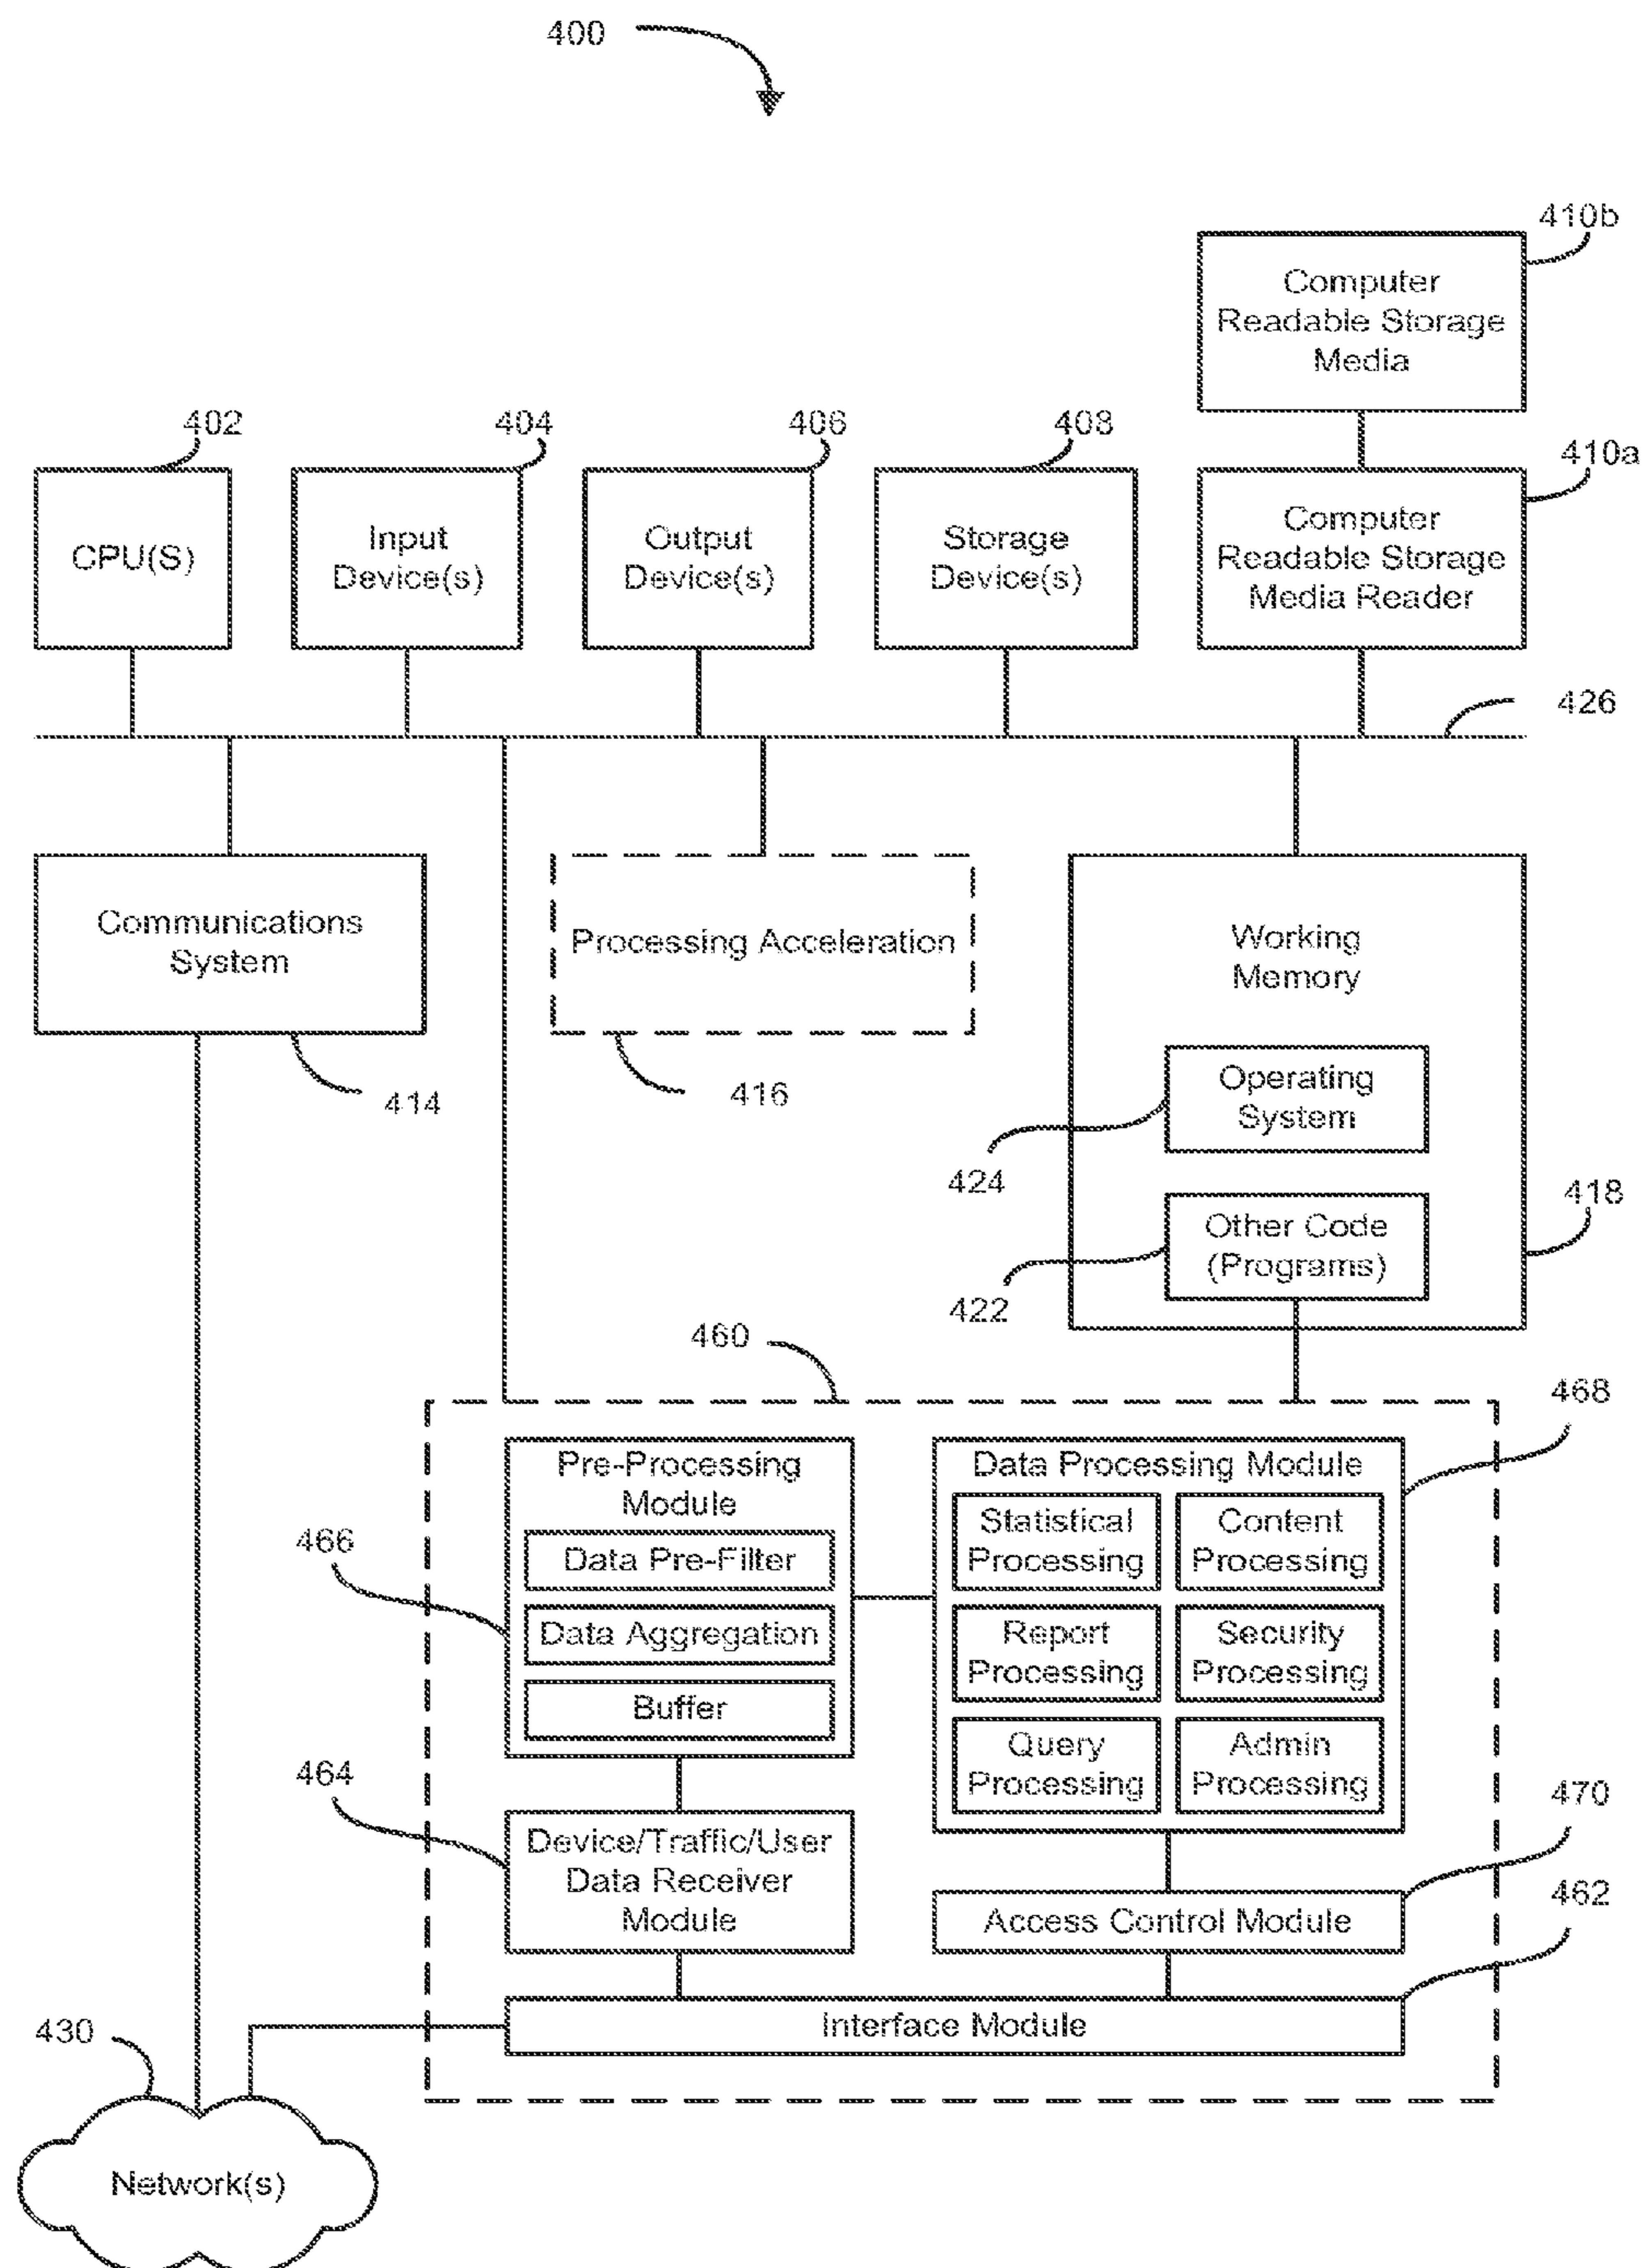 400
410b
Computer
Readable Storage
Media
402
404
406
408
410a
CPU(S)
Input
Device(s)
Output
Device(s)
Storage
Device(s)
Computer
Readable Storage
Media Reader
426
Communications
System
Processing Acceleration
Working
Memory
414
416
Operating
System
424
418
Other Code
(Programs)
422
460
468
Pre-Processing
Module
466
Data Pre-Filter
Data Aggregation
Buffer
Data Processing Module
Statistical
Processing
Content
Processing
Report
Processing
Security
Processing
Query
Processing
Admin
Processing
464
470
Device/Traffic/User
Data Receiver
Module
462
Access Control Module
Interface Module
430
Network(s)